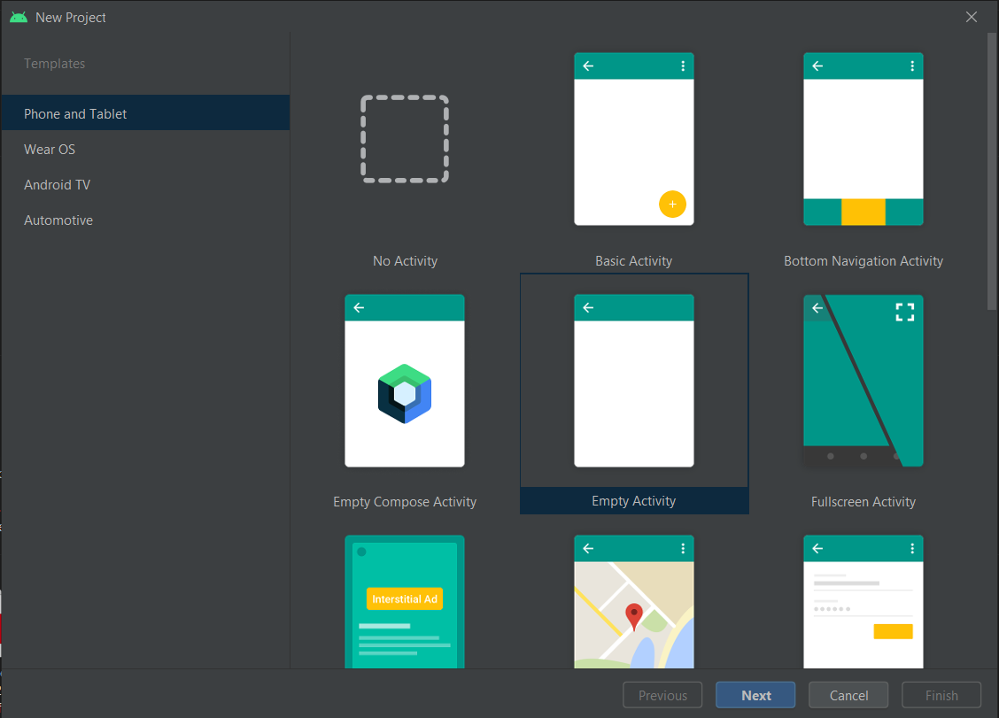 New Project
Templates
Phone and Tablet
Wear OS
Android TV
Automotive
No Activity
Basic Activity
Bottom Navigation Activity
Empty Compose Activity
Empty Activity
Fullscreen Activity
Interstitial Ad
Previous
Next
Cancel
Finish